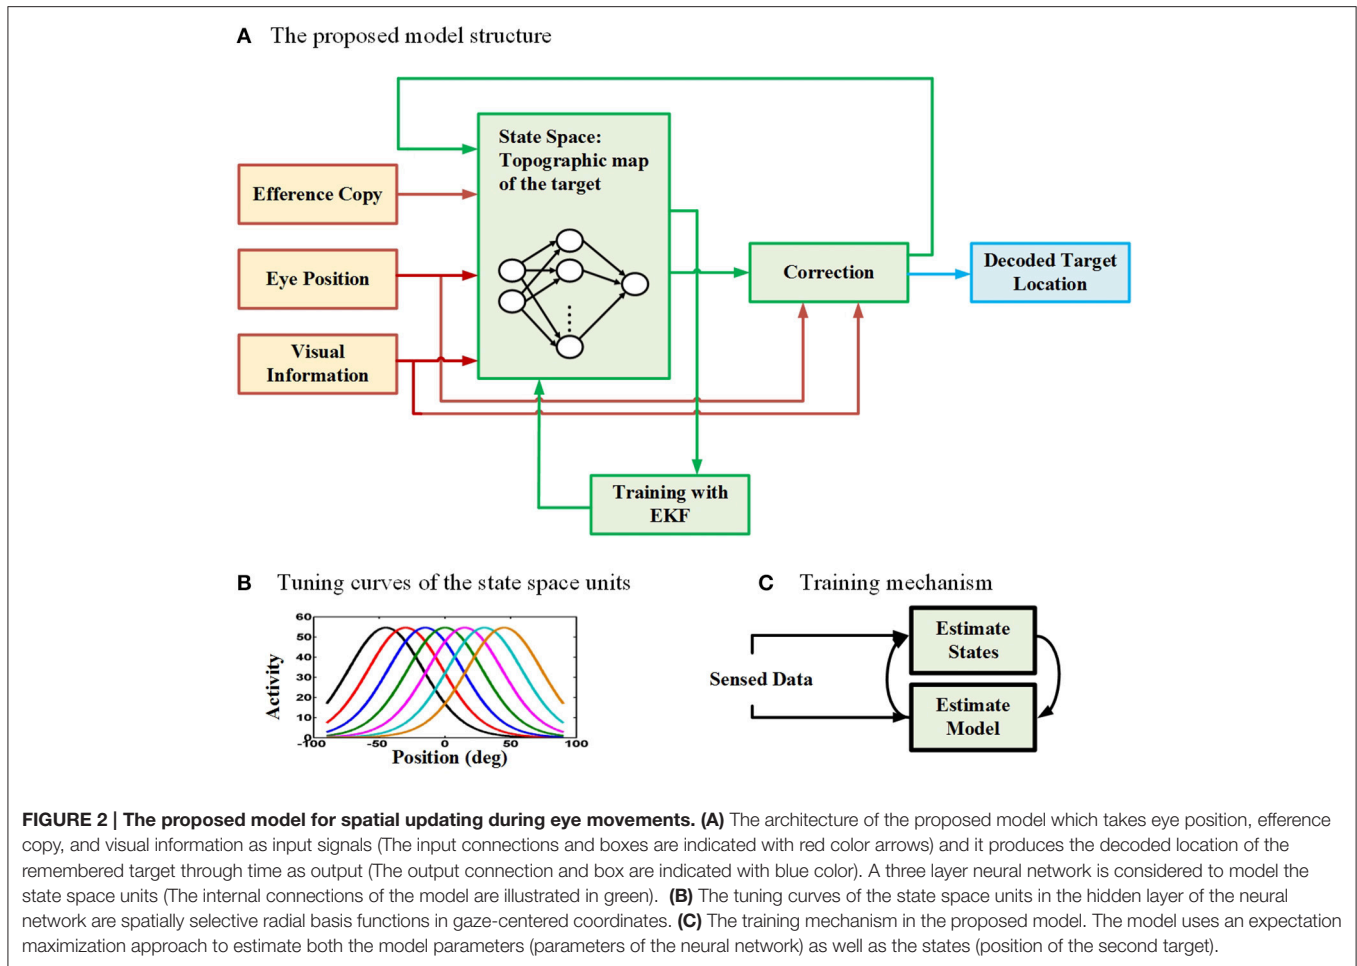 A The proposed model structure
State Space:
Topographic map
of the target
Efference Copy
Eye Position
Visual
Information
Correction
Decoded Target
Location
Training with
EKF
B Tuning curves of the state space units
60
50
40
30
20
10
0
-100
-50
0
50
100
Activity
Position (deg)
C Training mechanism
Sensed Data
Estimate
States
Estimate
Model
FIGURE 2 | The proposed model for spatial updating during eye movements. (A) The architecture of the proposed model which takes eye position, efference
copy, and visual information as input signals (The input connections and boxes are indicated with red color arrows) and it produces the decoded location of the
remembered target through time as output (The output connection and box are indicated with blue color). A three layer neural network is considered to model the
state space units (The internal connections of the model are illustrated in green). (B) The tuning curves of the state space units in the hidden layer of the neural
network are spatially selective radial basis functions in gaze-centered coordinates. (C) The training mechanism in the proposed model. The model uses an expectation
maximization approach to estimate both the model parameters (parameters of the neural network) as well as the states (position of the second target).